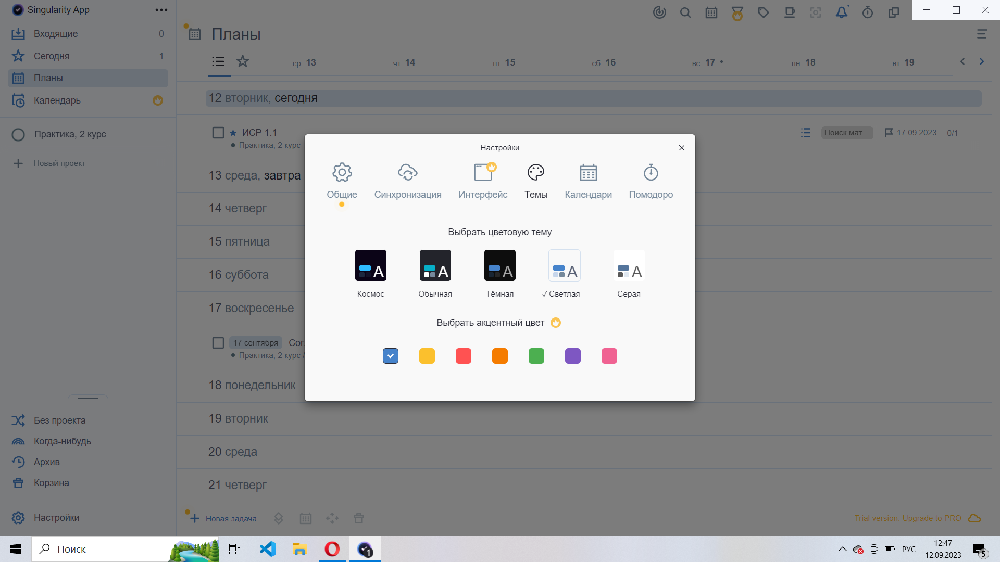 Singularity App
Входящие 0
Сегодня 1
Планы
Календарь
Практика, 2 курс
Новый проект
Без проекта
Когда-нибудь
Архив
Корзина
Настройки
Планы
ср. 13 чт. 14 пт. 15 сб. 16 вс. 17 • пн. 18 вт. 19
12 вторник, сегодня
ИСР 1.1 Поиск мат... 17.09.2023 0/1
Практика, 2 курс
13 среда, завтра
14 четверг
15 пятница
16 суббота
17 воскресенье
17 сентября Сог
Практика, 2 курс /
18 понедельник
19 вторник
20 среда
21 четверг
Новая задача
Trial version. Upgrade to PRO
Настройки
Общие Синхронизация Интерфейс Темы Календари Помодоро
Выбрать цветовую тему
A A A A A
Космос Обычная Тёмная ✓ Светлая Серая
Выбрать акцентный цвет
Поиск
1
РУС
12:47
12.09.2023
5